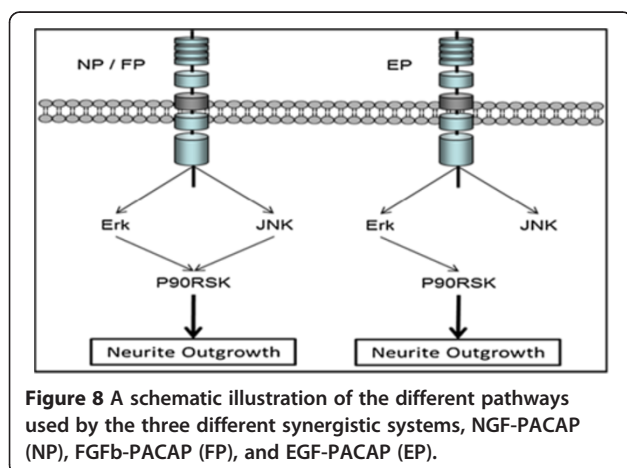 NP / FP
EP
Erk
JNK
Erk
JNK
P90RSK
P90RSK
Neurite Outgrowth
Neurite Outgrowth
Figure 8 A schematic illustration of the different pathways
used by the three different synergistic systems, NGF-PACAP
(NP), FGFb-PACAP (FP), and EGF-PACAP (EP).